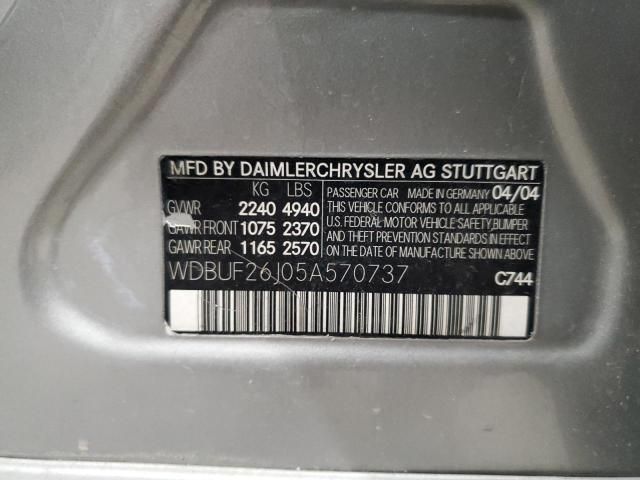 MFD BY DAIMLERCHRYSLER AG STUTTGART
KG LBS
GVWR 2240 4940
GAWR FRONT 1075 2370
GAWR REAR 1165 2570
PASSENGER CAR MADE IN GERMANY 04/04
THIS VEHICLE CONFORMS TO ALL APPLICABLE
U.S. FEDERAL MOTOR VEHICLE SAFETY, BUMPER
AND THEFT PREVENTION STANDARDS IN EFFECT
ON THE DATE OF MANUFACTURE SHOWN ABOVE
WDBUF26J05A570737
C744